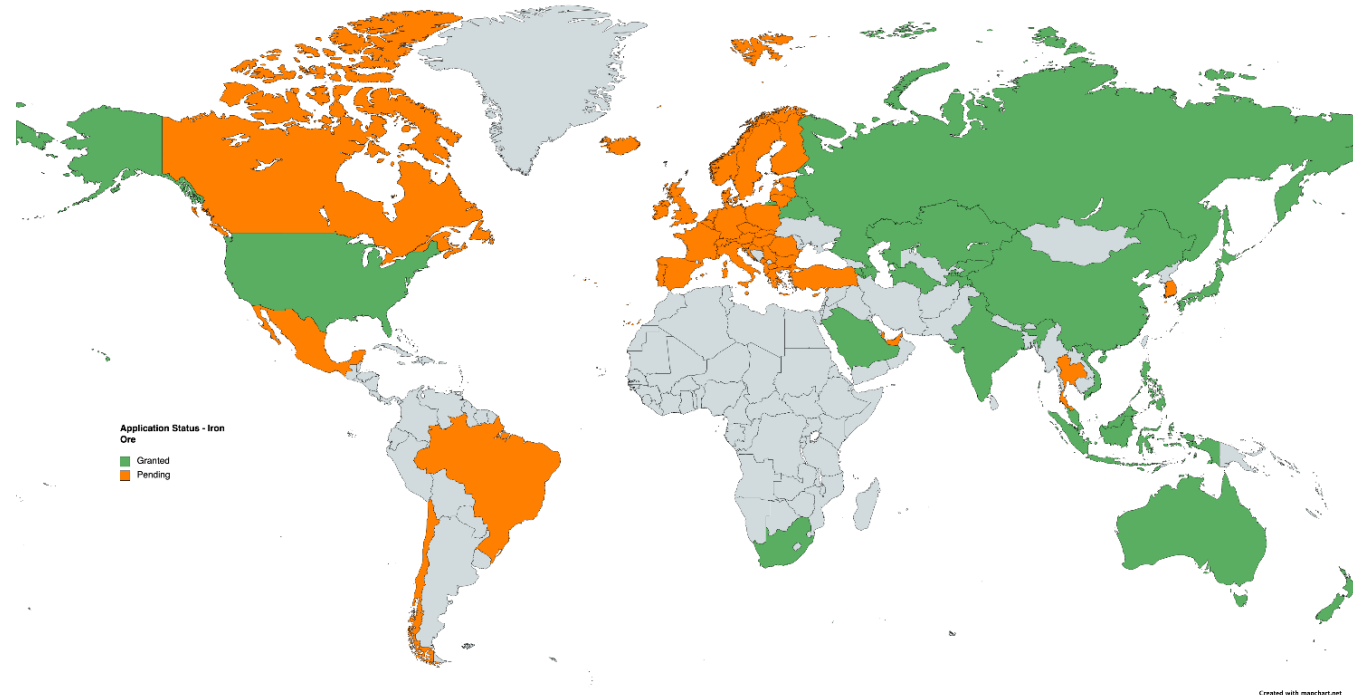 Application Status - Iron
Ore
Granted
Pending
Created with mapchart.net